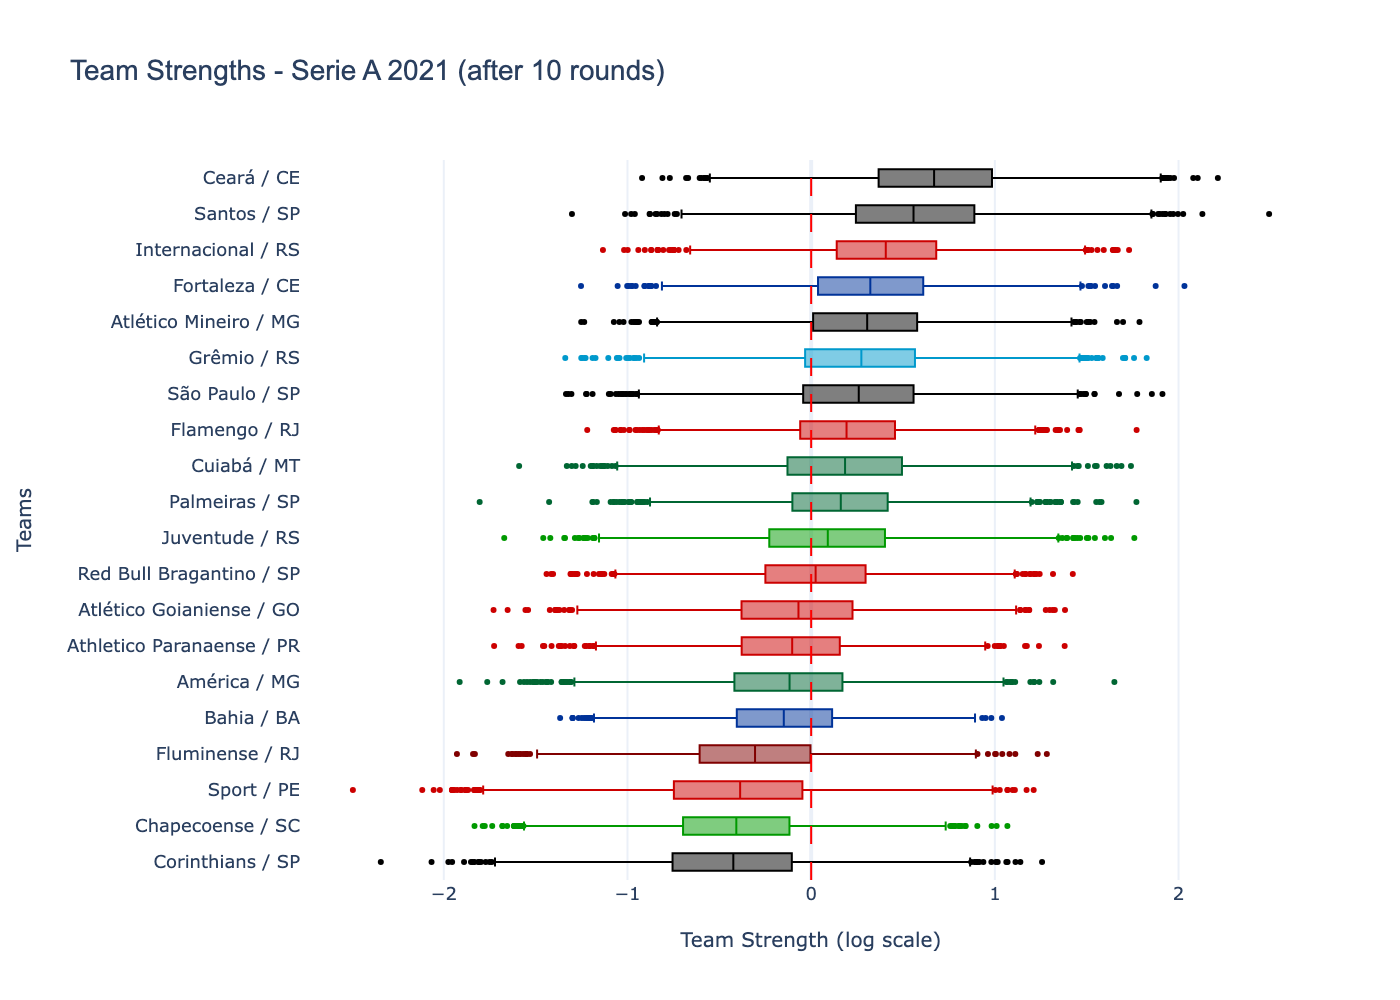 Team Strengths - Serie A 2021 (after 10 rounds)
Teams
Ceará / CE
Santos / SP
Internacional / RS
Fortaleza / CE
Atlético Mineiro / MG
Grêmio / RS
São Paulo / SP
Flamengo / RJ
Cuiabá / MT
Palmeiras / SP
Juventude / RS
Red Bull Bragantino / SP
Atlético Goianiense / GO
Athletico Paranaense / PR
América / MG
Bahia / BA
Fluminense / RJ
Sport / PE
Chapecoense / SC
Corinthians / SP
−2 −1 0 1 2
Team Strength (log scale)